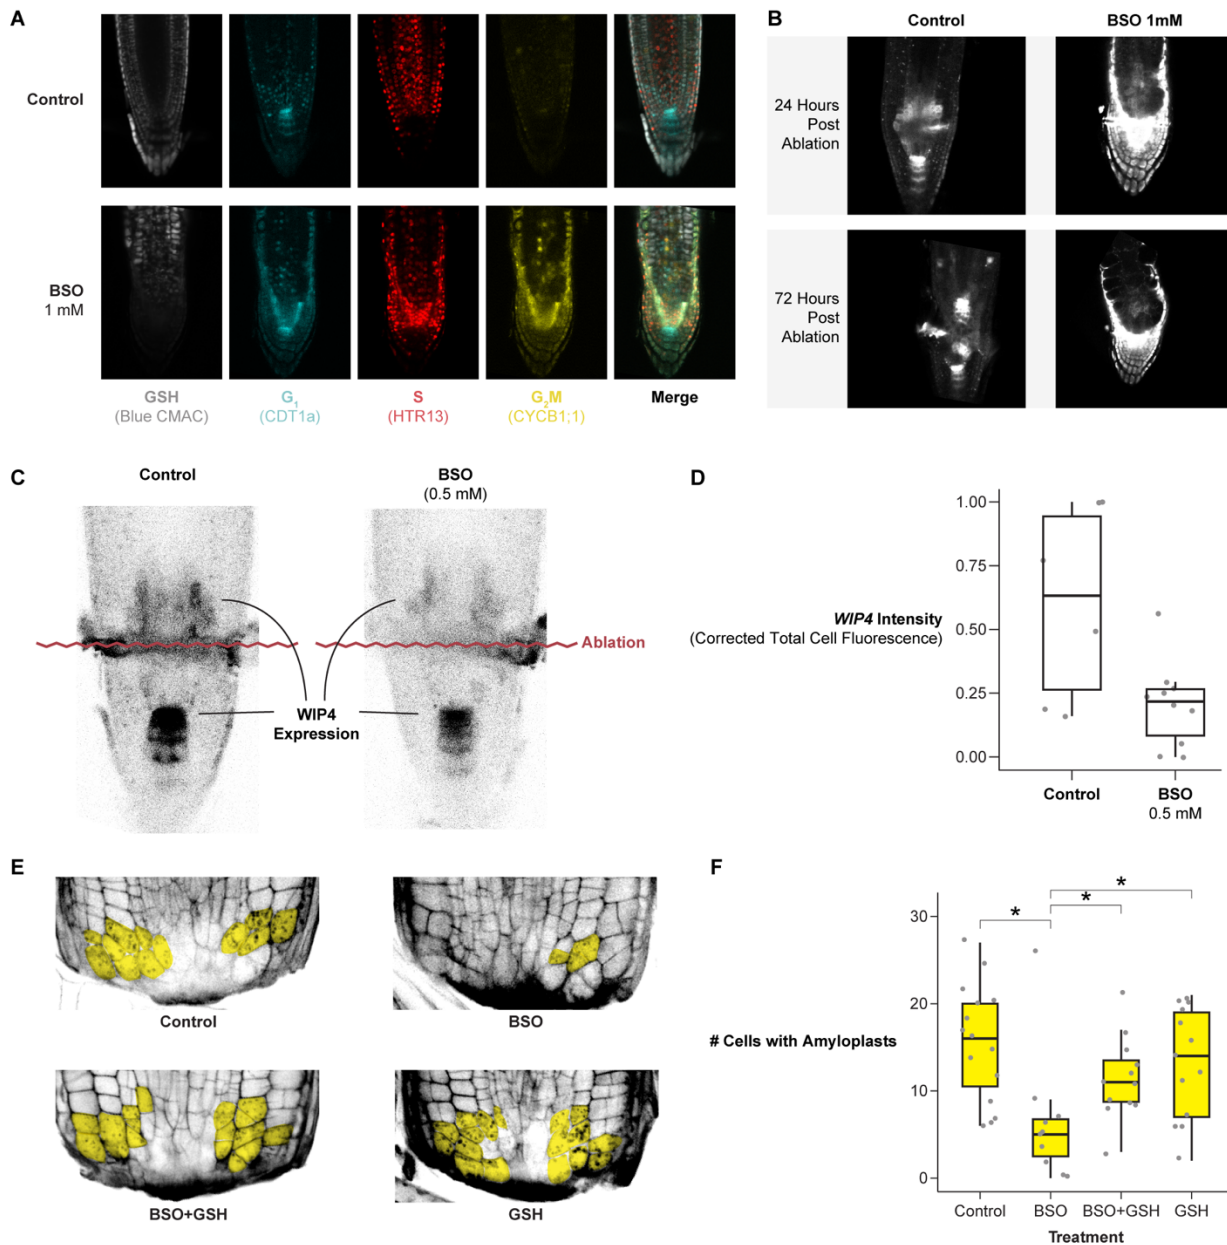 A
Control
BSO
1 mM
GSH
(Blue CMAC)
G₁
(CDT1a)
S
(HTR13)
G₂M
(CYCB1;1)
Merge
B
Control
BSO 1mM
24 Hours
Post
Ablation
72 Hours
Post
Ablation
C
Control
BSO
(0.5 mM)
Ablation
WIP4
Expression
D
1.00
0.75
0.50
0.25
0.00
WIP4 Intensity
(Corrected Total Cell Fluorescence)
Control
BSO
0.5 mM
E
Control
BSO
BSO+GSH
GSH
F
*
*
*
30
20
10
0
# Cells with Amyloplasts
Control
BSO
BSO+GSH
GSH
Treatment